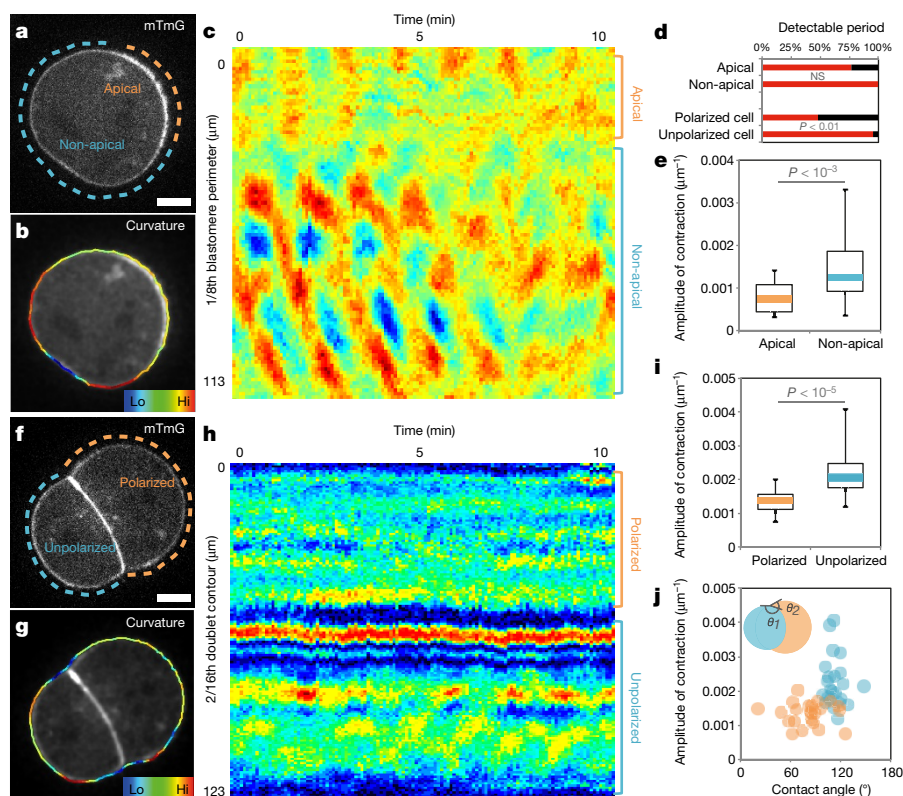 a
mTmG
Apical
Non-apical
b
Curvature
Lo Hi
c
Time (min)
0 10
0
1/8th blastomere perimeter (μm)
113
Apical
Non-apical
d
Detectable period
0% 25% 50% 75% 100%
Apical
NS
Non-apical
Polarized cell
P < 0.01
Unpolarized cell
e
Amplitude of contraction (μm⁻¹)
0.004
0.003
0.002
0.001
0
P < 10⁻³
Apical Non-apical
f
mTmG
Polarized
Unpolarized
g
Curvature
Lo Hi
h
Time (min)
0 10
0
2/16th doublet contour (μm)
123
Polarized
Unpolarized
i
Amplitude of contraction (μm⁻¹)
0.005
0.004
0.003
0.002
0.001
0
P < 10⁻⁵
Polarized Unpolarized
j
Amplitude of contraction (μm⁻¹)
0.005
0.004
0.003
0.002
0.001
0
θ1 θ2
0 60 120 180
Contact angle (°)